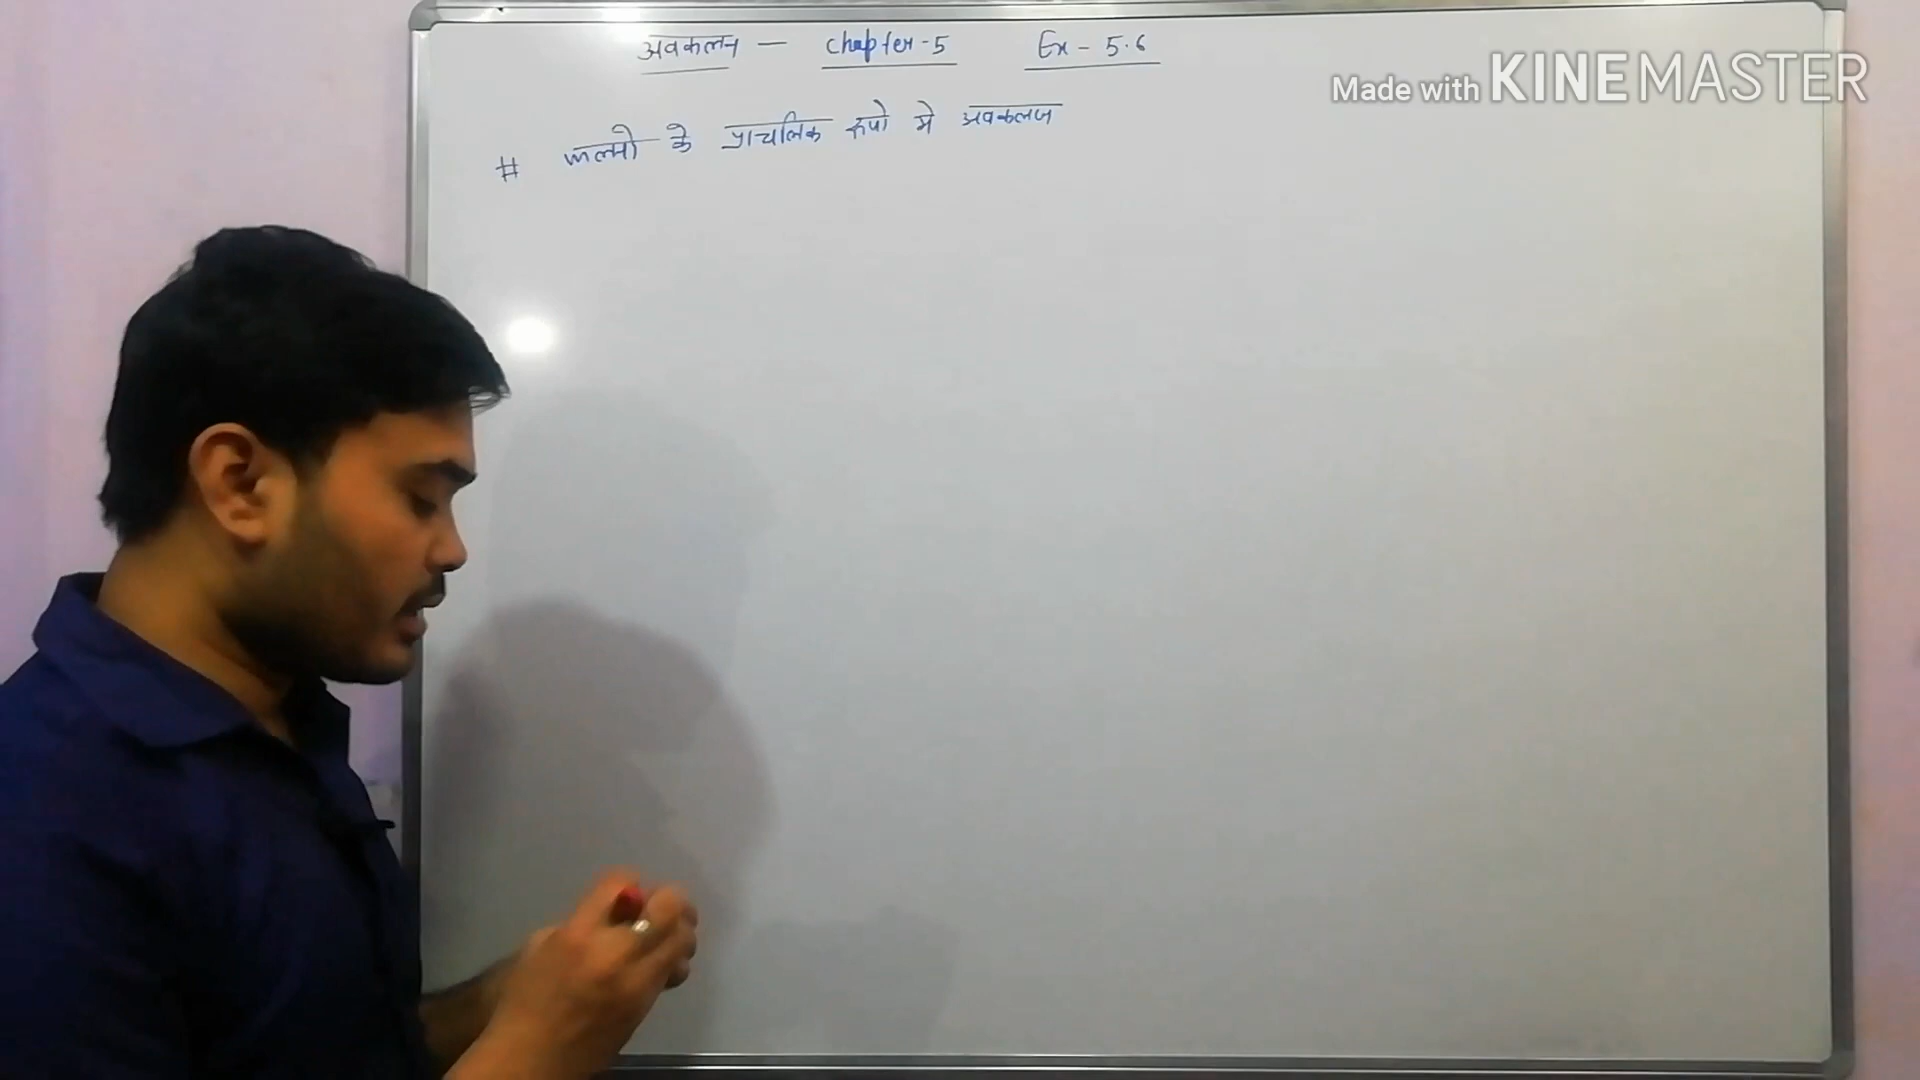 अवकलन — Chapter-5 Ex - 5.6
Made with KINEMASTER
# फलनो के प्राचलिक रूपो मे अवकलज